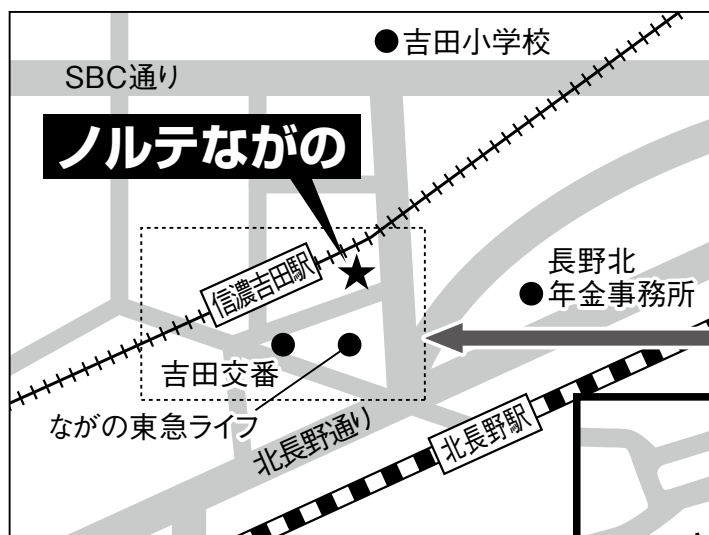 吉田小学校
SBC通り
ノルテながの
信濃吉田駅
長野北
年金事務所
吉田交番
ながの東急ライフ
北長野通り
北長野駅